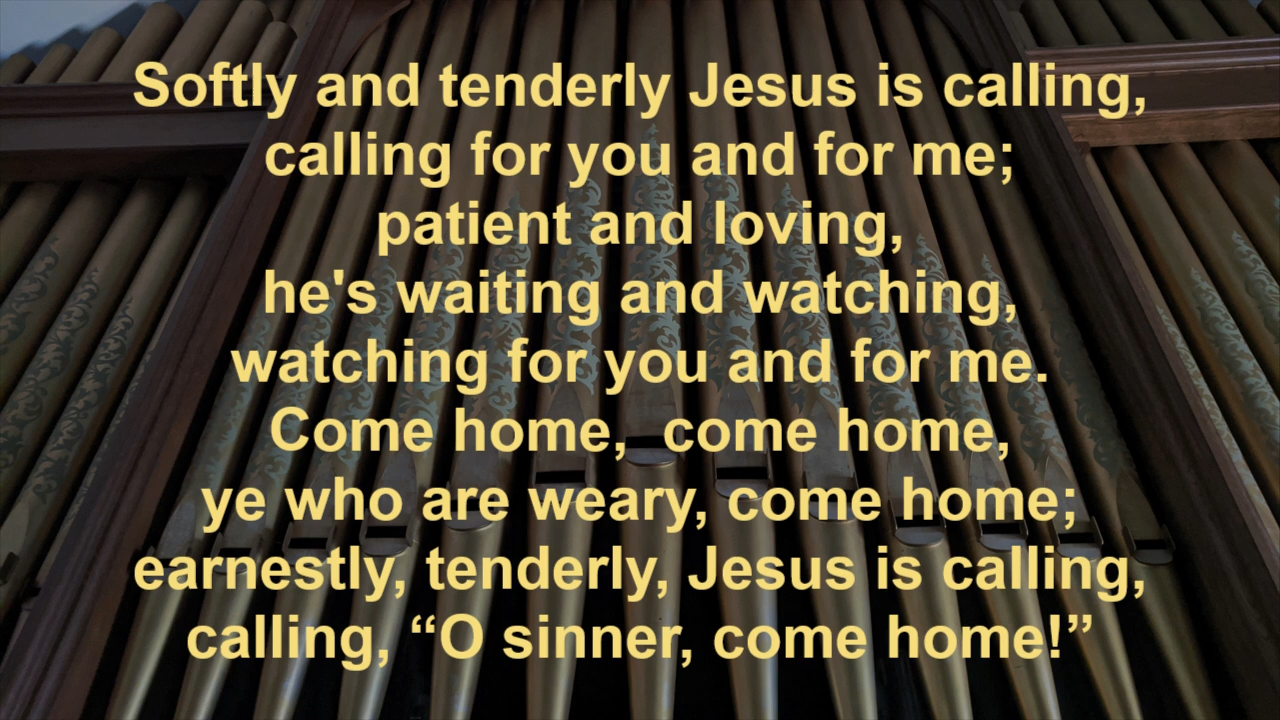 Softly and tenderly Jesus is calling,
calling for you and for me;
patient and loving,
he's waiting and watching,
watching for you and for me.
Come home,  come home,
ye who are weary, come home;
earnestly, tenderly, Jesus is calling,
calling, “O sinner, come home!”